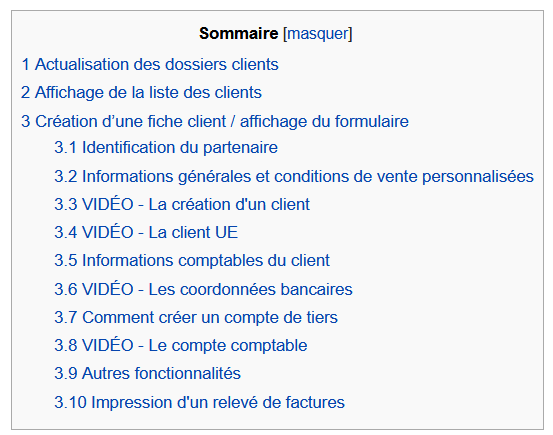 Sommaire [masquer]
1 Actualisation des dossiers clients
2 Affichage de la liste des clients
3 Création d’une fiche client / affichage du formulaire
3.1 Identification du partenaire
3.2 Informations générales et conditions de vente personnalisées
3.3 VIDÉO - La création d'un client
3.4 VIDÉO - La client UE
3.5 Informations comptables du client
3.6 VIDÉO - Les coordonnées bancaires
3.7 Comment créer un compte de tiers
3.8 VIDÉO - Le compte comptable
3.9 Autres fonctionnalités
3.10 Impression d'un relevé de factures